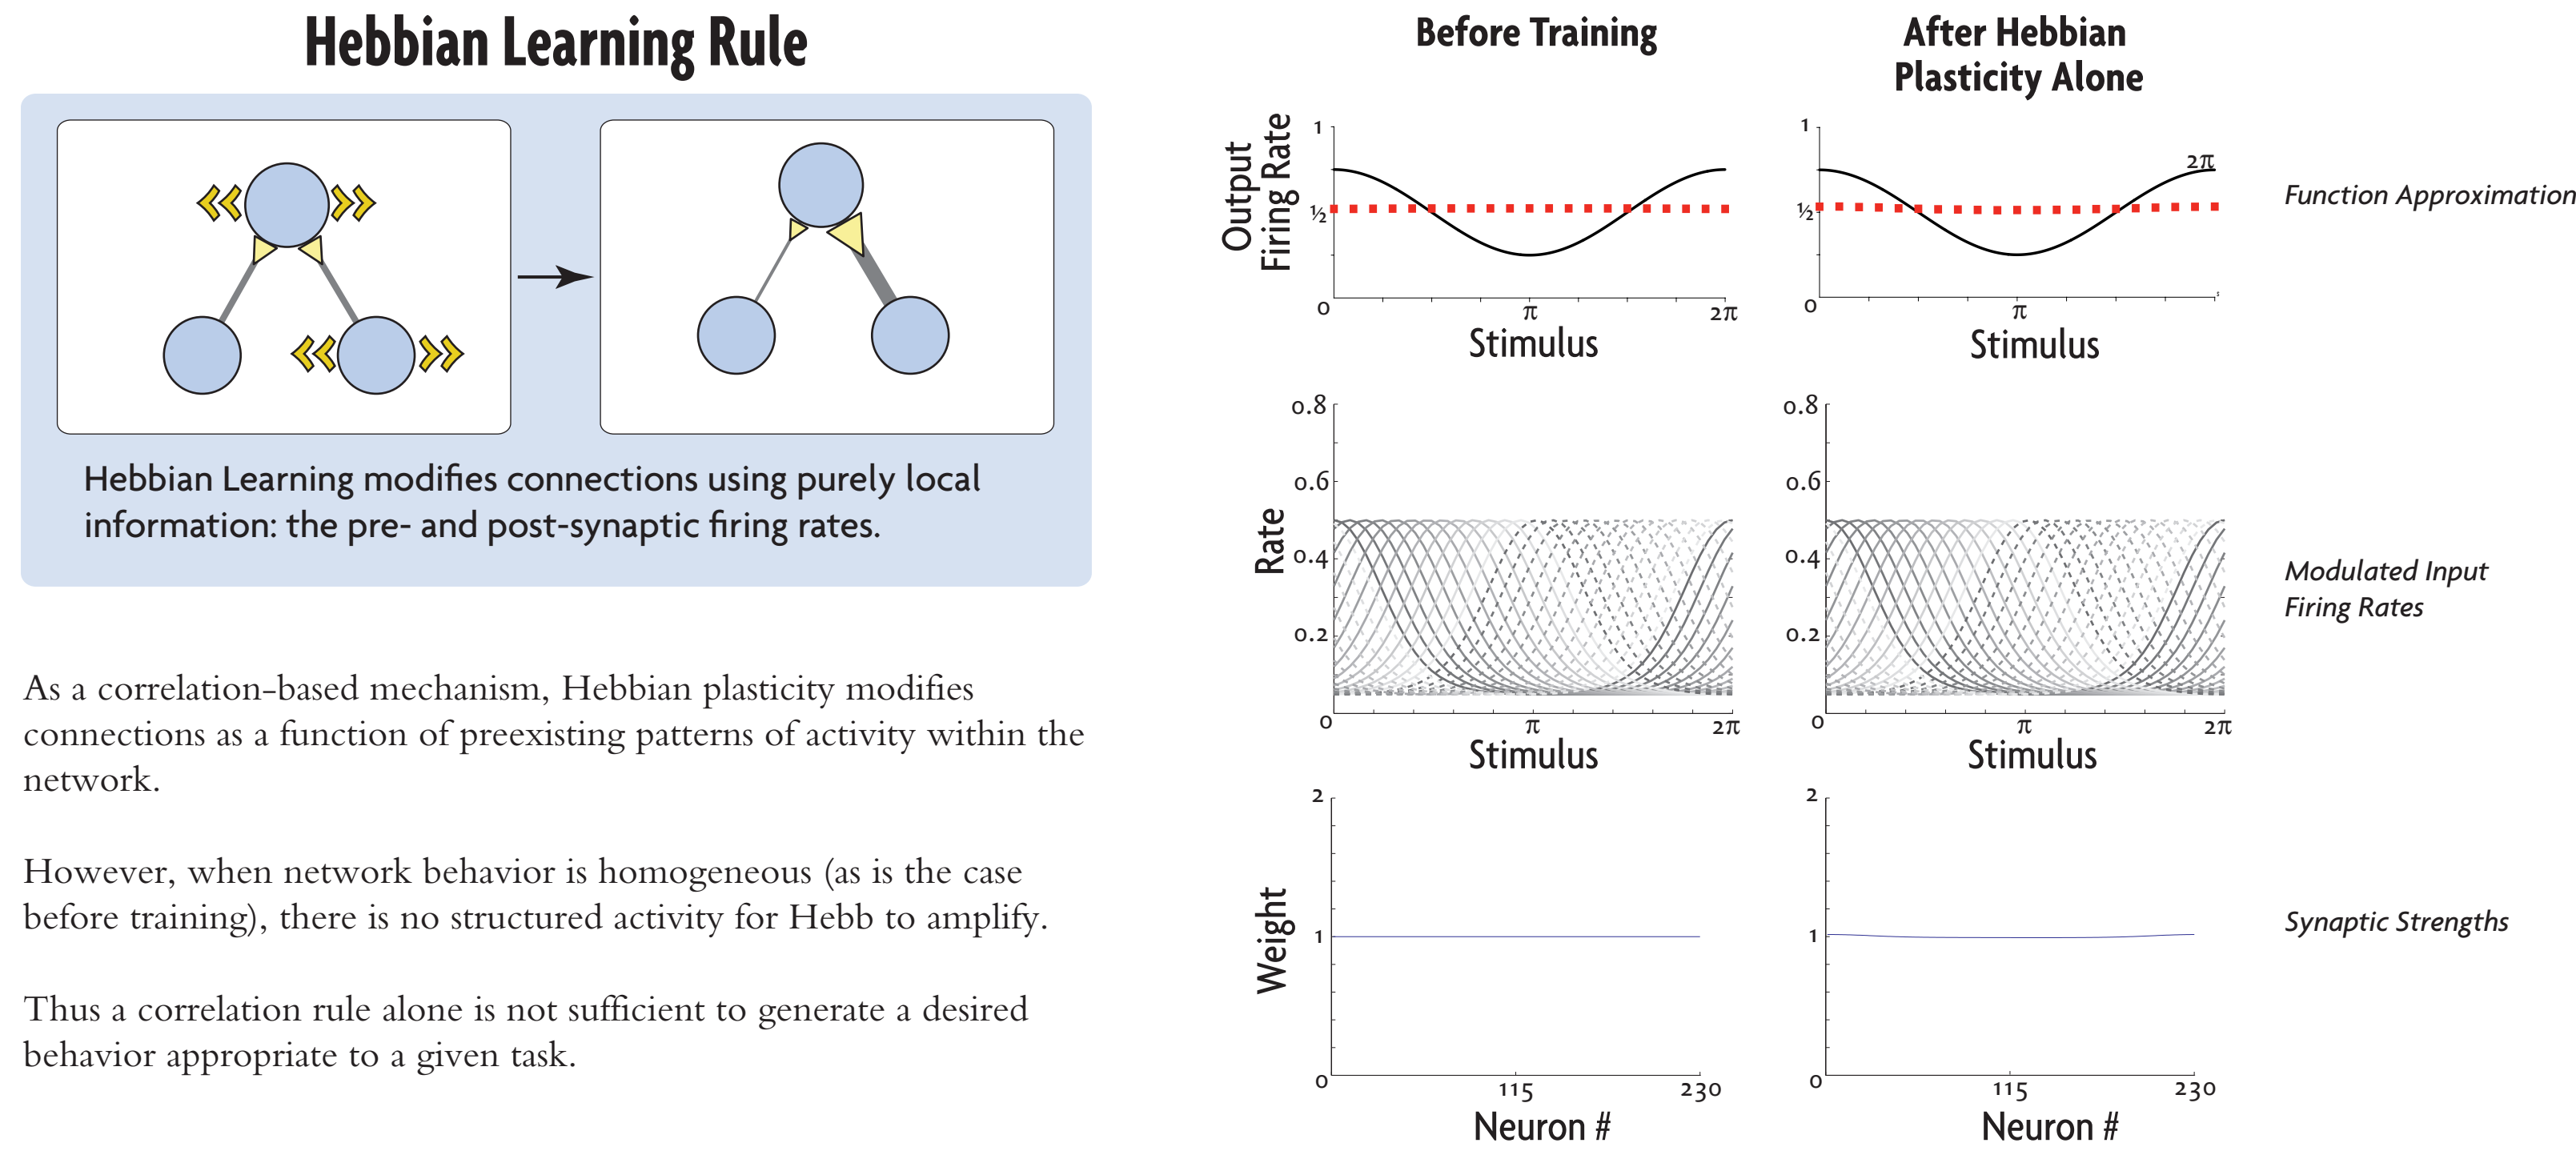 Hebbian Learning Rule
Hebbian Learning modifies connections using purely local
information: the pre- and post-synaptic firing rates.
As a correlation-based mechanism, Hebbian plasticity modifies
connections as a function of preexisting patterns of activity within the
network.
However, when network behavior is homogeneous (as is the case
before training), there is no structured activity for Hebb to amplify.
Thus a correlation rule alone is not sufficient to generate a desired
behavior appropriate to a given task.
Before Training
After Hebbian
Plasticity Alone
Output
Firing Rate
1
½
0
π
2π
Stimulus
1
½
0
π
2π
Stimulus
Function Approximation
Rate
0.8
0.6
0.4
0.2
0
π
2π
Stimulus
0.8
0.6
0.4
0.2
0
π
2π
Stimulus
Modulated Input
Firing Rates
Weight
2
1
0
115
230
Neuron #
2
1
0
115
230
Neuron #
Synaptic Strengths